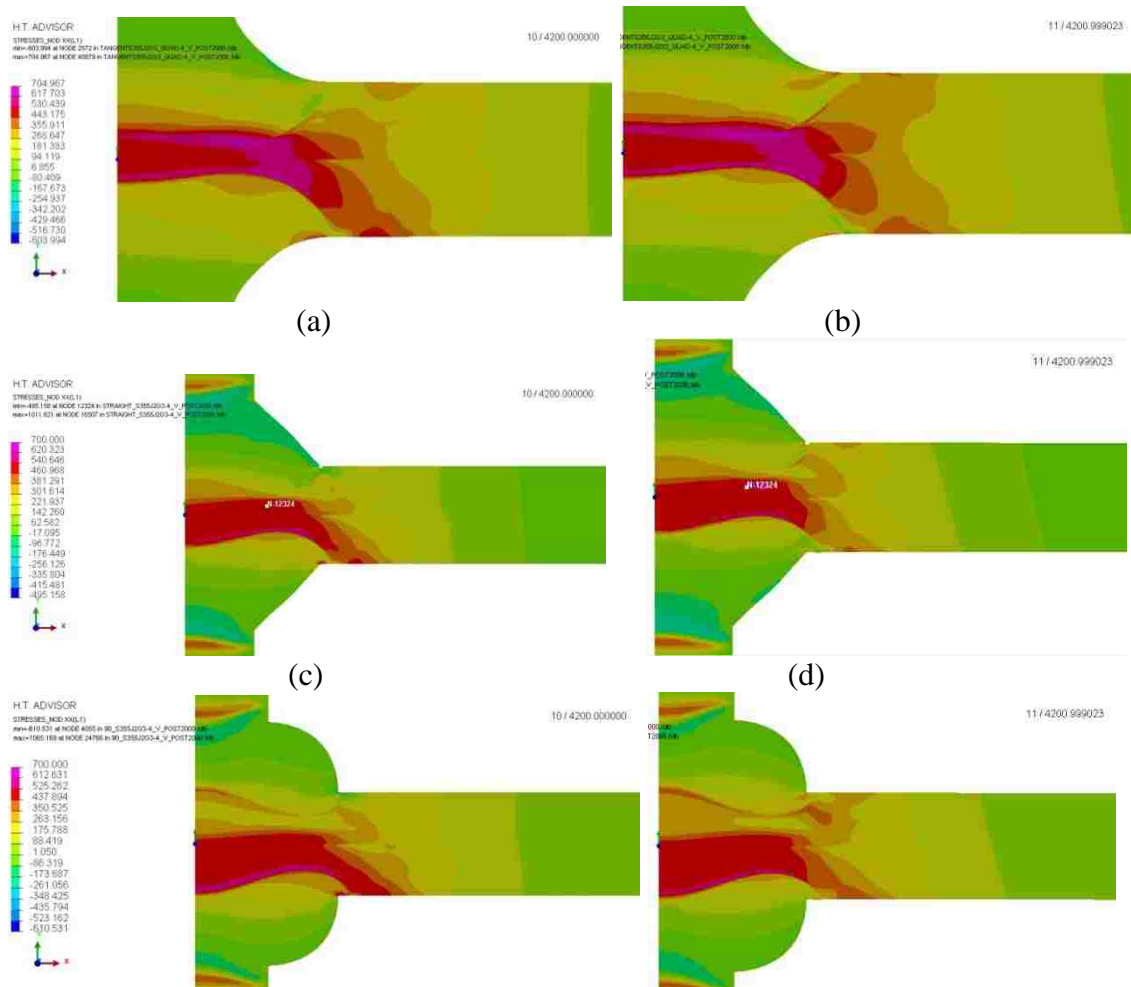 H.T. ADVISOR
STRESSES_NOD XX(L1)
10 / 4200.000000
704.967
617.703
530.439
443.175
355.911
268.647
181.383
94.119
6.855
-80.409
-167.673
-254.937
-342.202
-429.466
-516.730
-603.994
Y
X
11 / 4200.999023
(a)
(b)
H.T. ADVISOR
STRESSES_NOD XX(L1)
10 / 4200.000000
700.000
620.323
540.646
460.968
381.291
301.614
221.937
142.260
62.582
-17.095
-96.772
-176.449
-256.126
-335.804
-415.481
-495.158
N-12324
X
11 / 4200.999023
N-12324
(c)
(d)
H.T. ADVISOR
STRESSES_NOD XX(L1)
10 / 4200.000000
700.000
612.631
525.262
437.894
350.525
263.156
175.788
88.419
1.050
-86.319
-173.687
-261.056
-348.425
-435.794
-523.162
-610.531
X
11 / 4200.999023